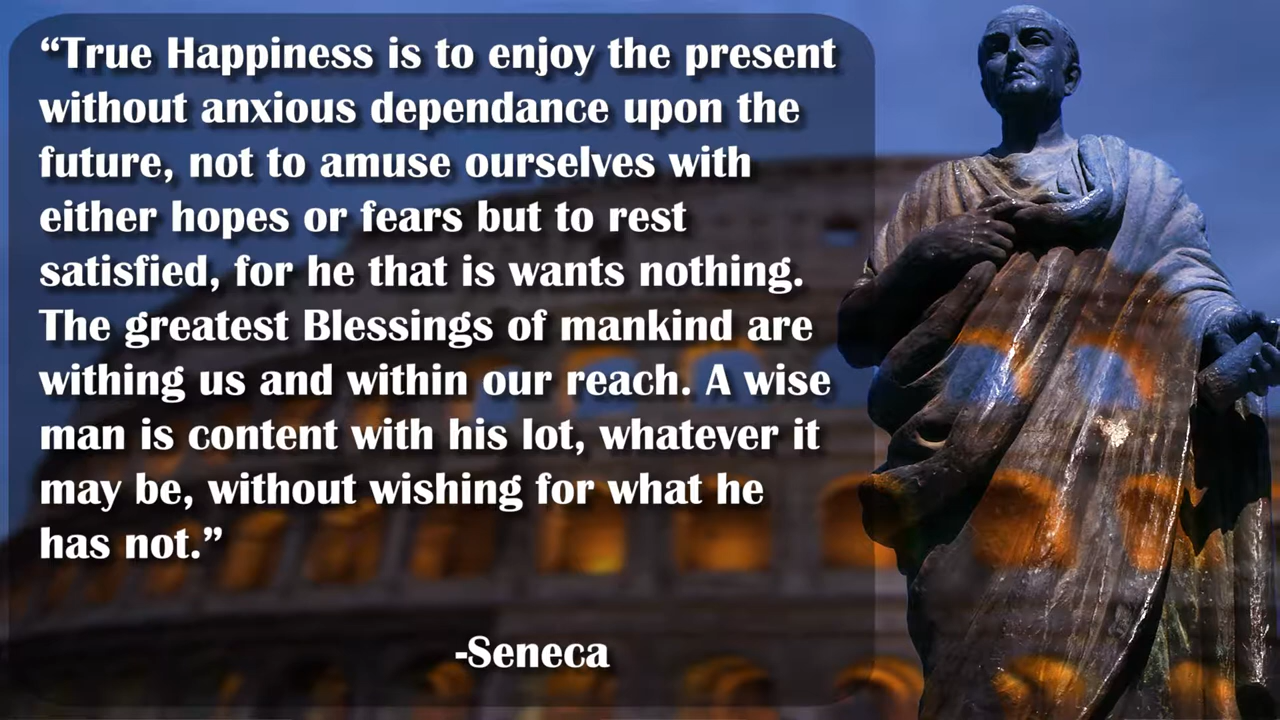 “True Happiness is to enjoy the present
without anxious dependance upon the
future, not to amuse ourselves with
either hopes or fears but to rest
satisfied, for he that is wants nothing.
The greatest Blessings of mankind are
withing us and within our reach. A wise
man is content with his lot, whatever it
may be, without wishing for what he
has not.”
-Seneca